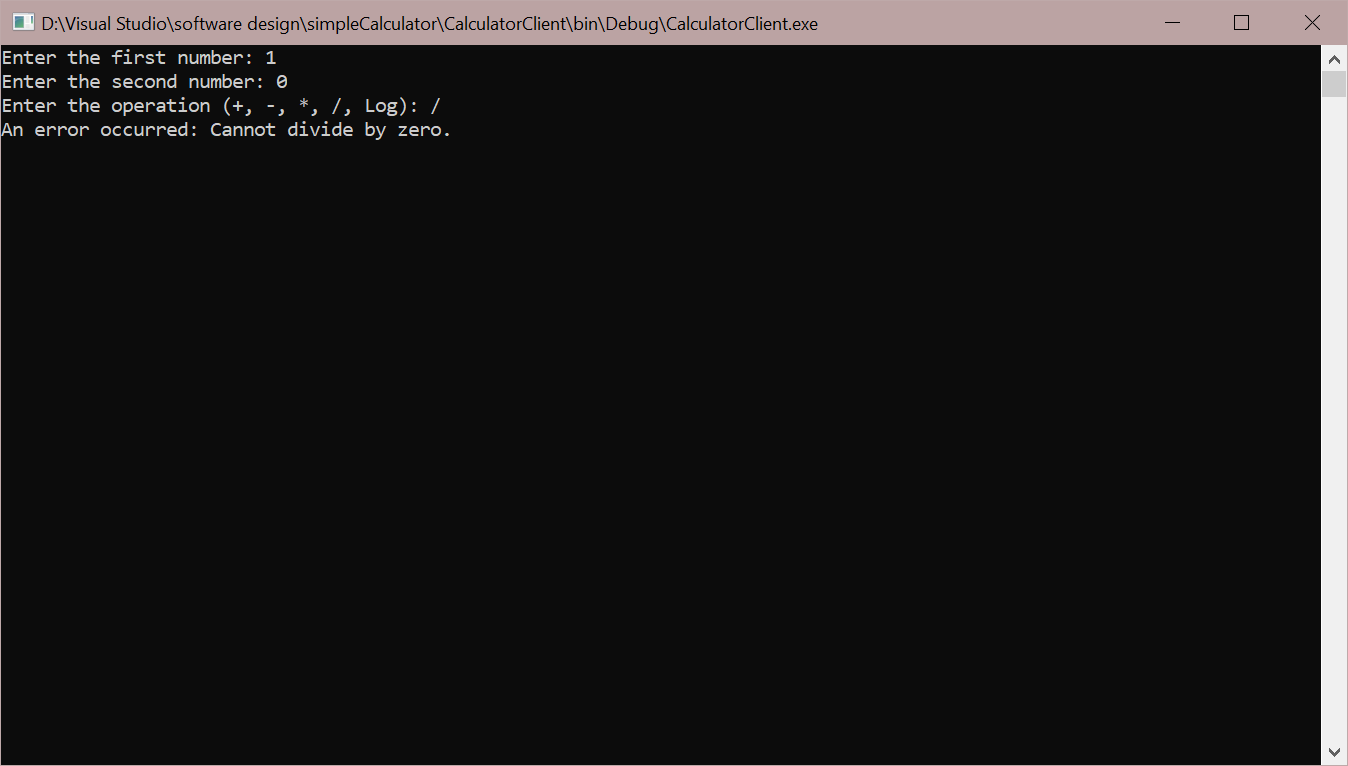 D:\Visual Studio\software design\simpleCalculator\CalculatorClient\bin\Debug\CalculatorClient.exe
Enter the first number: 1
Enter the second number: 0
Enter the operation (+, -, *, /, Log): /
An error occurred: Cannot divide by zero.